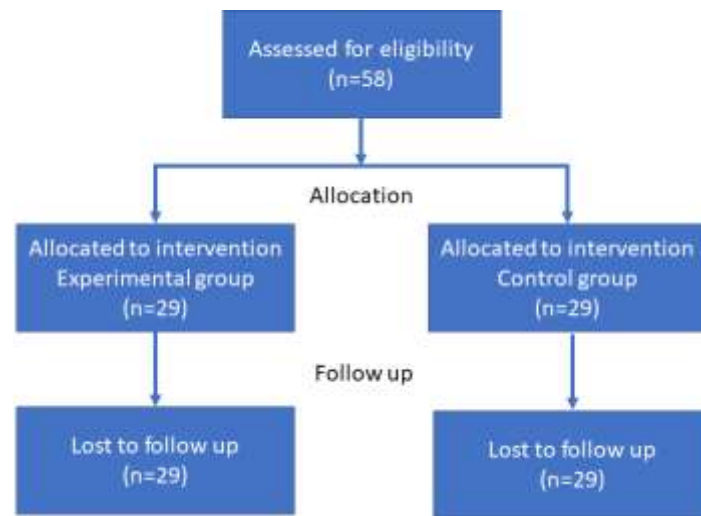 Assessed for eligibility
(n=58)
Allocation
Allocated to intervention
Experimental group
(n=29)
Allocated to intervention
Control group
(n=29)
Follow up
Lost to follow up
(n=29)
Lost to follow up
(n=29)